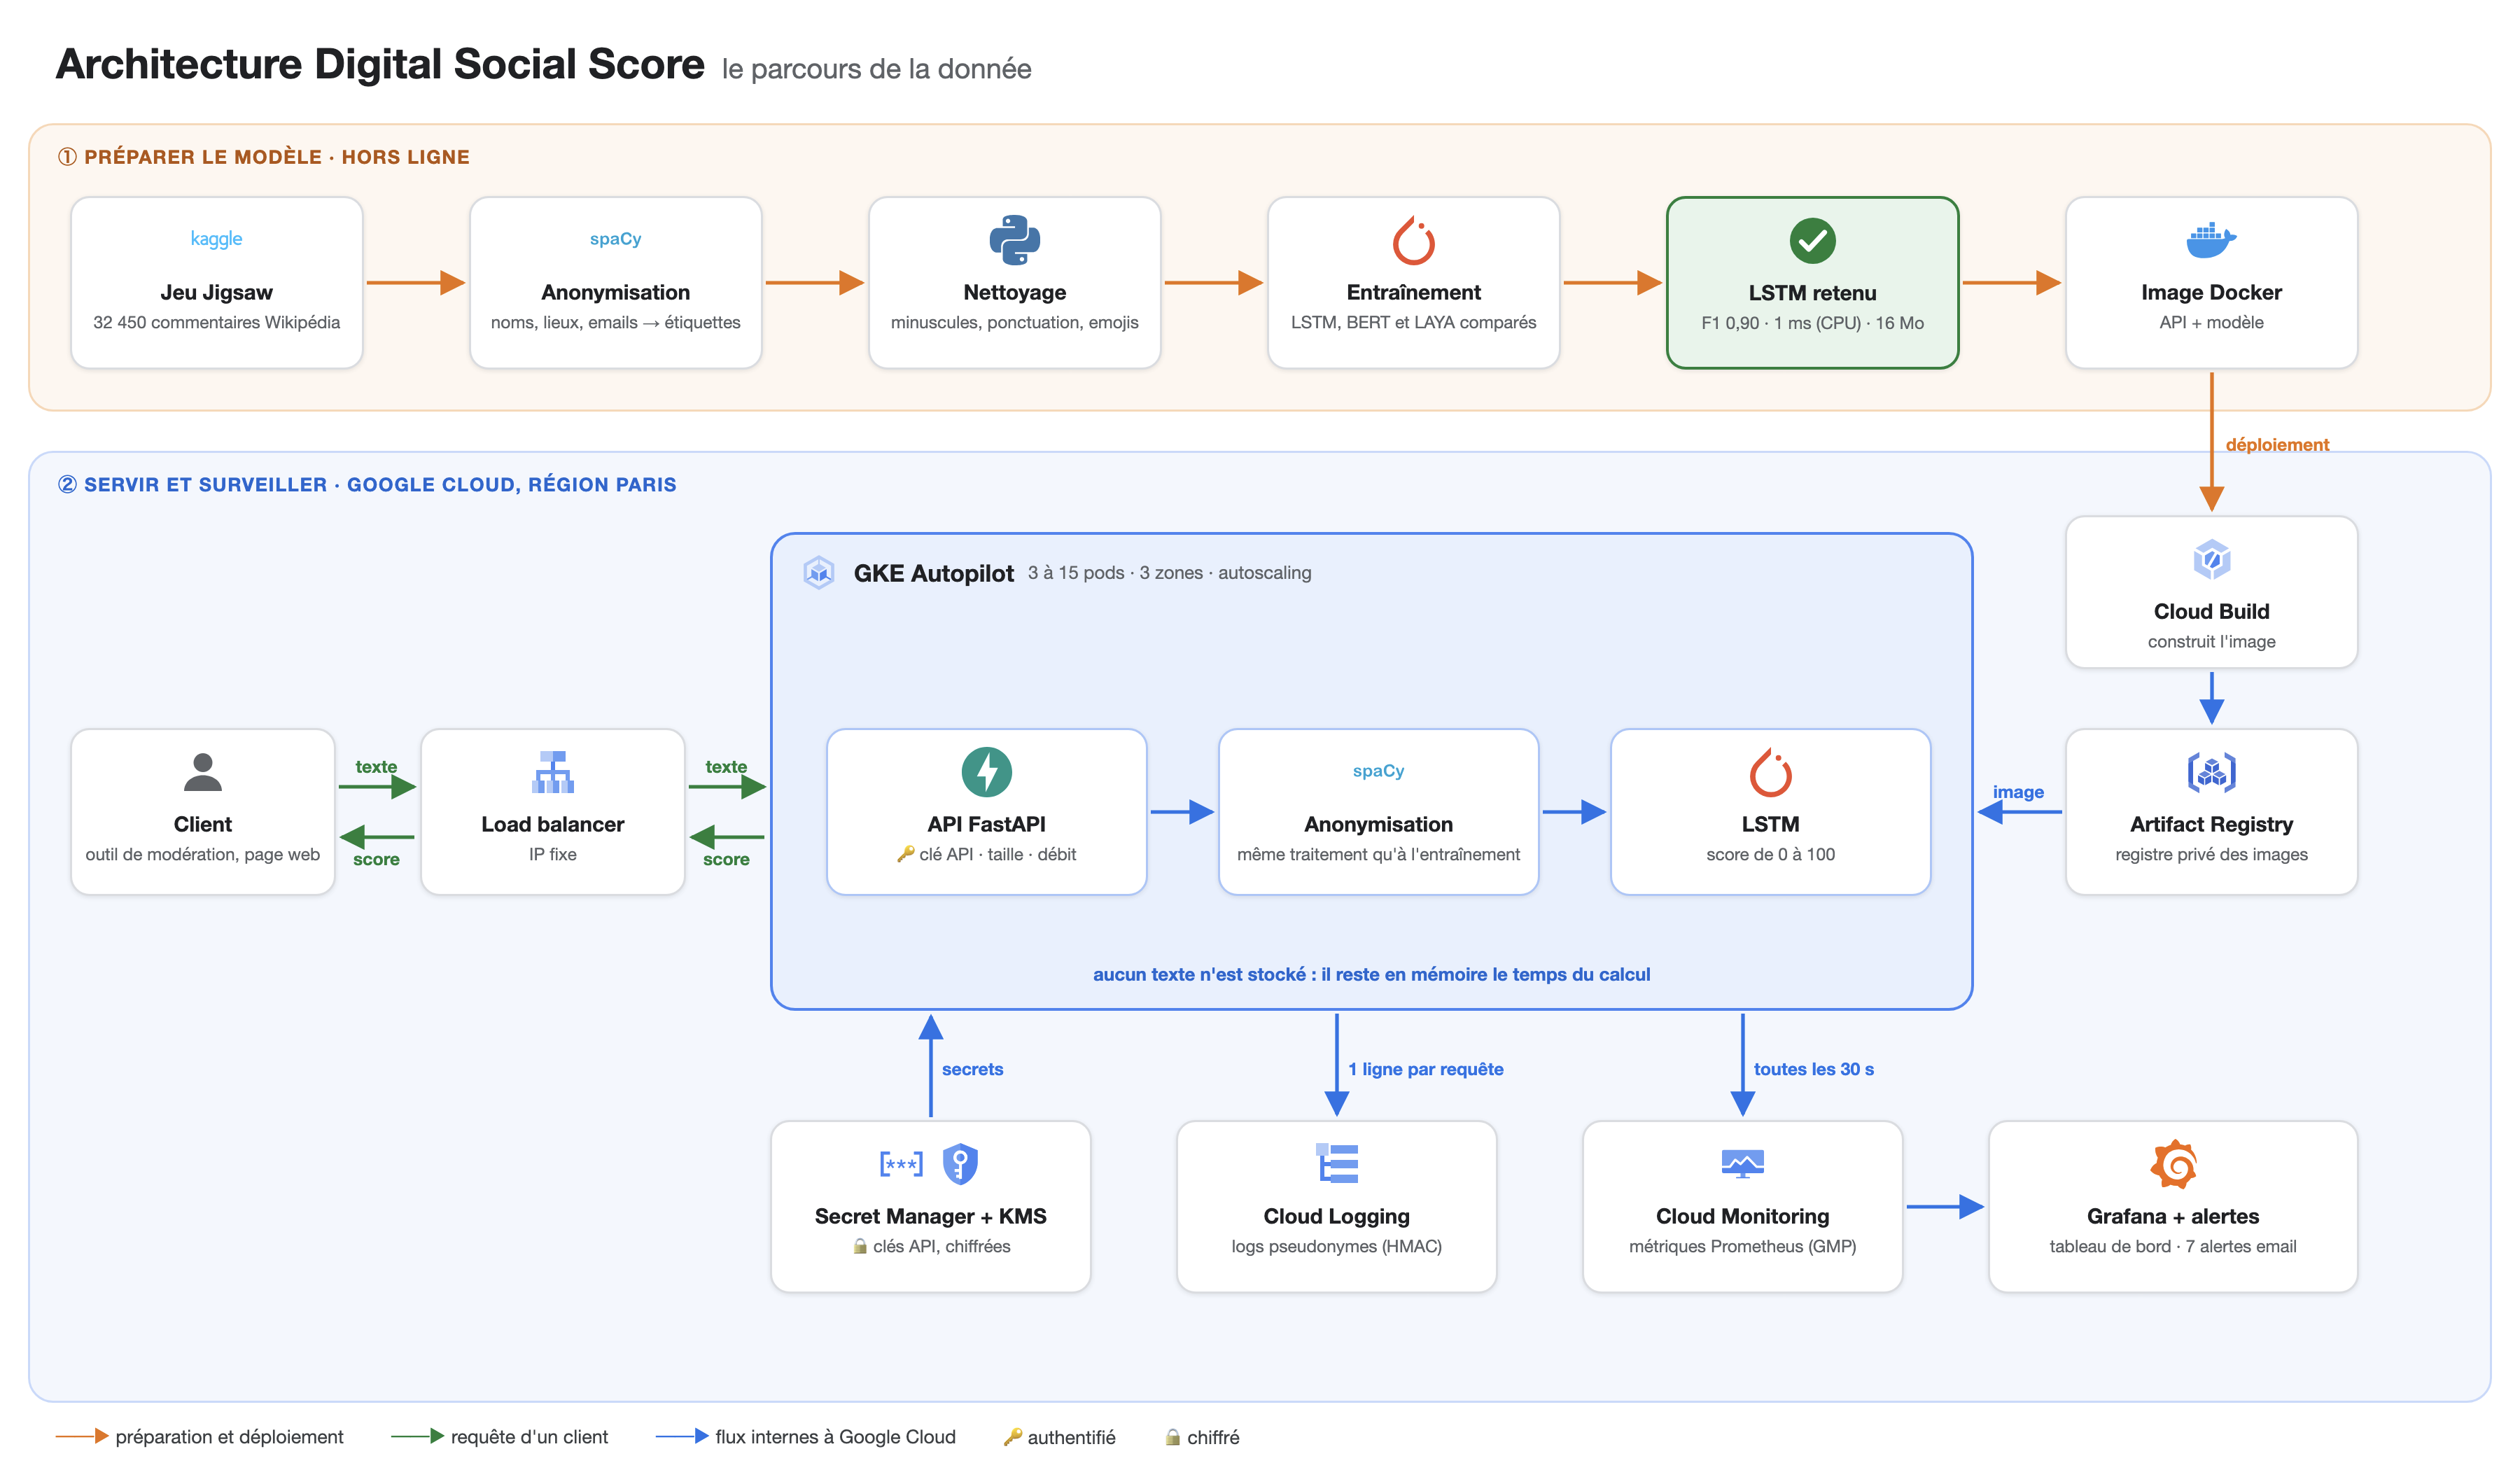 Architecture Digital Social Score le parcours de la donnée
① PRÉPARER LE MODÈLE · HORS LIGNE
kaggle
Jeu Jigsaw
32 450 commentaires Wikipédia
spaCy
Anonymisation
noms, lieux, emails → étiquettes
Nettoyage
minuscules, ponctuation, emojis
Entraînement
LSTM, BERT et LAYA comparés
LSTM retenu
F1 0,90 · 1 ms (CPU) · 16 Mo
Image Docker
API + modèle
déploiement
② SERVIR ET SURVEILLER · GOOGLE CLOUD, RÉGION PARIS
GKE Autopilot 3 à 15 pods · 3 zones · autoscaling
Cloud Build
construit l'image
Client
outil de modération, page web
texte
score
Load balancer
IP fixe
texte
score
API FastAPI
🔑 clé API · taille · débit
spaCy
Anonymisation
même traitement qu'à l'entraînement
LSTM
score de 0 à 100
image
Artifact Registry
registre privé des images
aucun texte n'est stocké : il reste en mémoire le temps du calcul
secrets
1 ligne par requête
toutes les 30 s
[***]
Secret Manager + KMS
🔒 clés API, chiffrées
Cloud Logging
logs pseudonymes (HMAC)
Cloud Monitoring
métriques Prometheus (GMP)
Grafana + alertes
tableau de bord · 7 alertes email
préparation et déploiement
requête d'un client
flux internes à Google Cloud
🔑 authentifié
🔒 chiffré